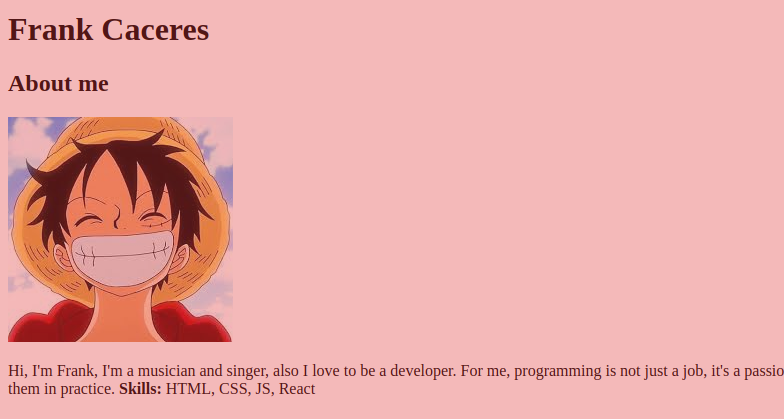 Frank Caceres
About me
Hi, I'm Frank, I'm a musician and singer, also I love to be a developer. For me, programming is not just a job, it's a
them in practice. Skills: HTML, CSS, JS, React